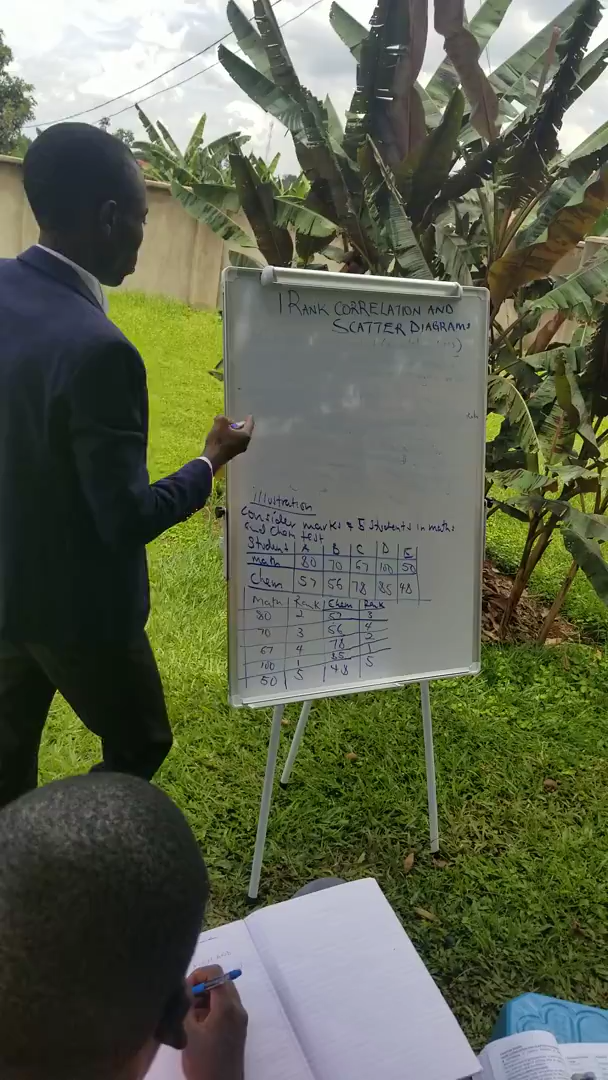 1 RANK CORRELATION AND
SCATTER DIAGRAMS
illustration
Consider marks of 5 students in maths
and Chem test
Student A B C D E
math 80 70 67 100 50
Chem 57 56 78 85 48
Math Rank Chem Rank
80 2 57 3
70 3 56 4
67 4 78 2
100 1 85 1
50 5 48 5